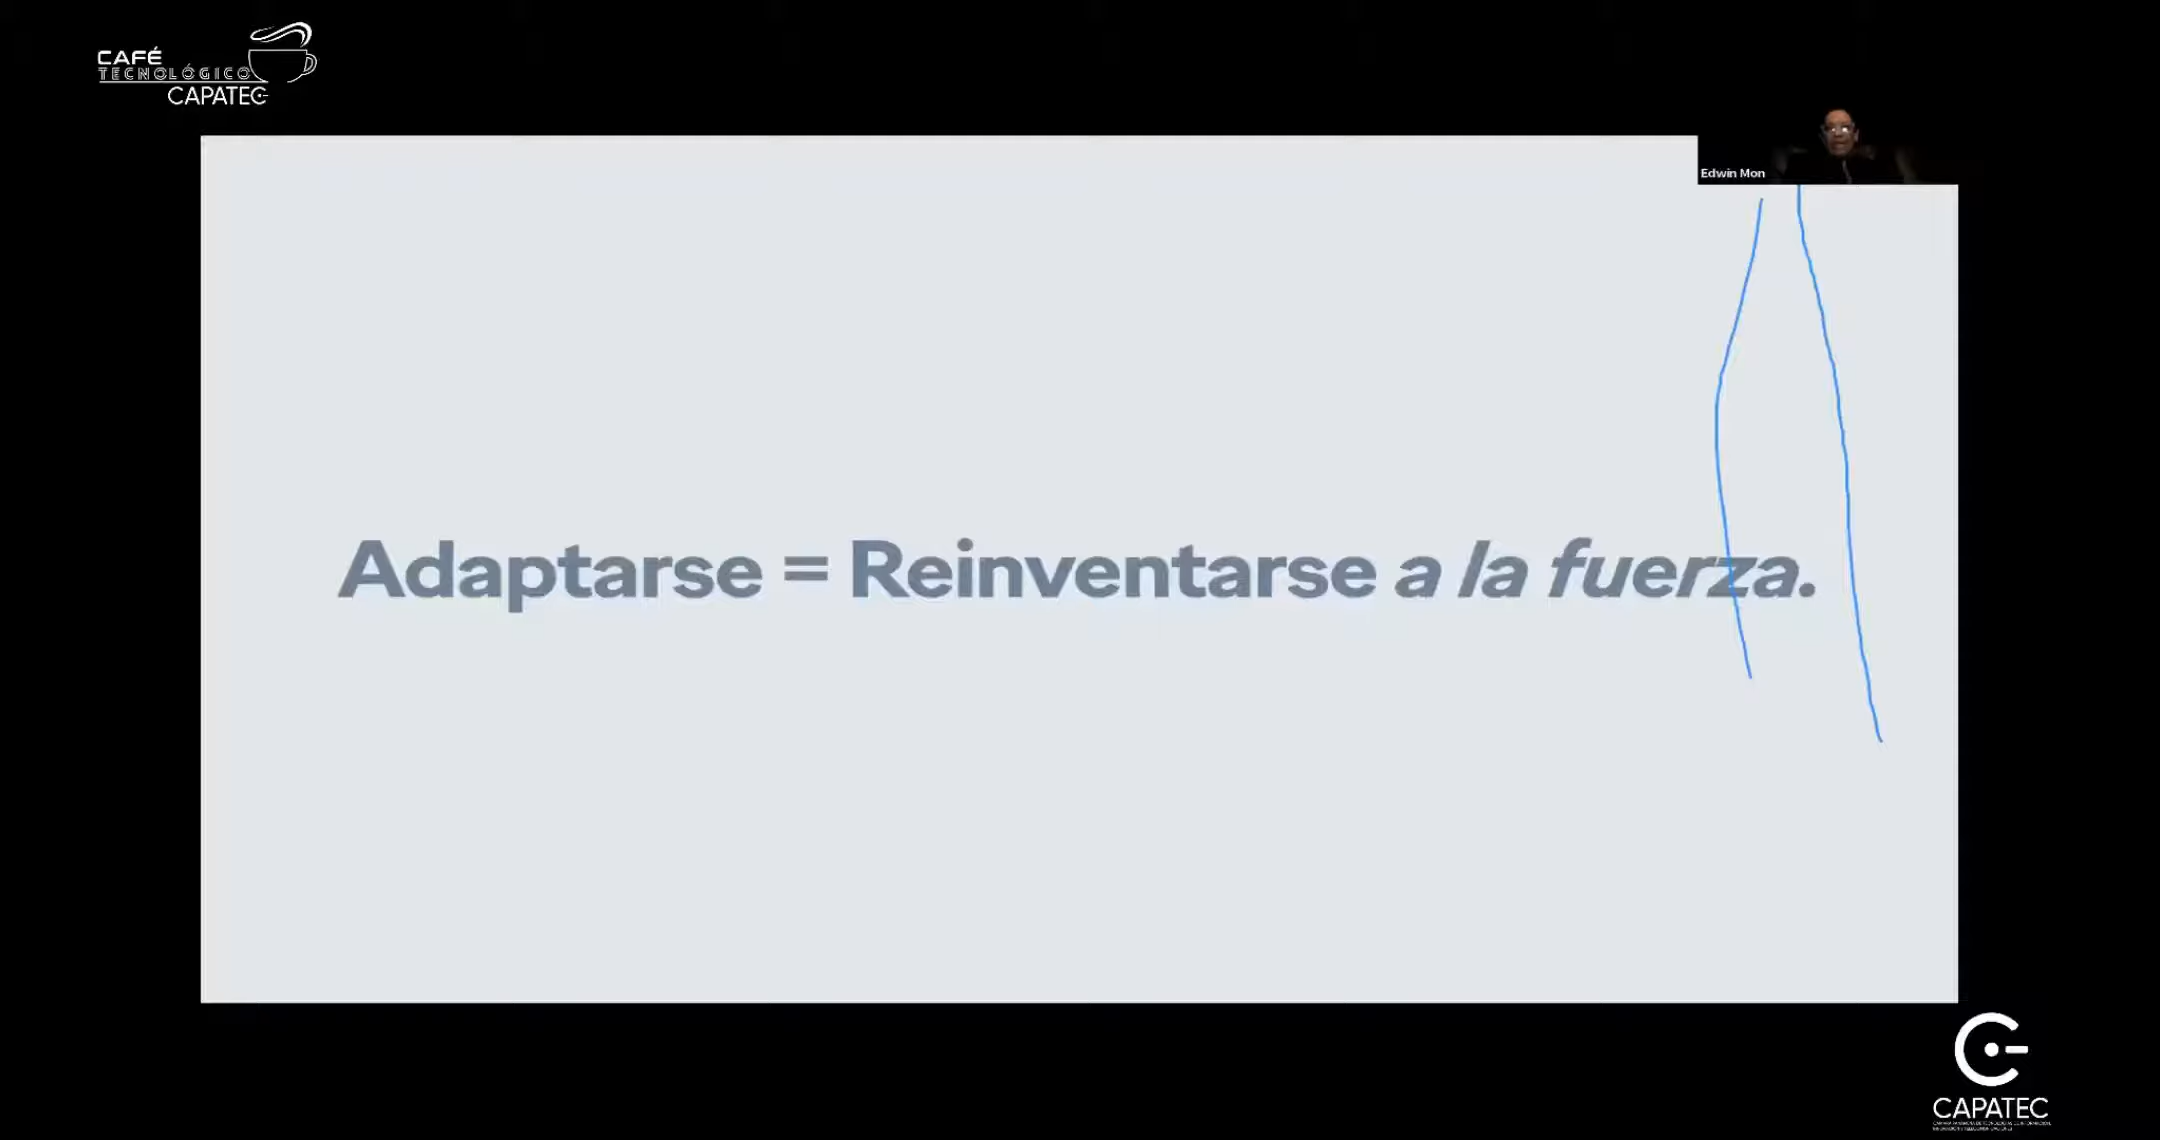 CAFÉ
TECNOLÓGICO
CAPATEC
Edwin Mon
Adaptarse = Reinventarse a la fuerza.
CAPATEC